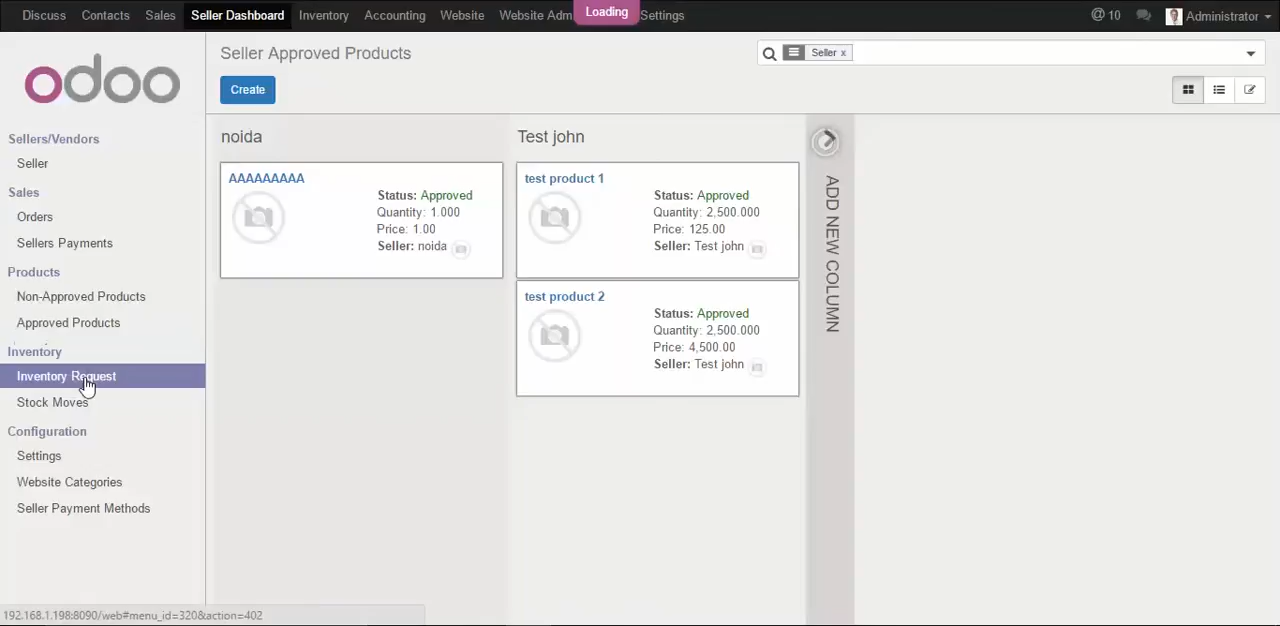 Discuss Contacts Sales Seller Dashboard Inventory Accounting Website Website Adm Loading Settings @ 10 Administrator
odoo
Seller Approved Products
Seller x
Create
Sellers/Vendors
Seller
Sales
Orders
Sellers Payments
Products
Non-Approved Products
Approved Products
Inventory
Inventory Request
Stock Moves
Configuration
Settings
Website Categories
Seller Payment Methods
noida
AAAAAAAAA
Status: Approved
Quantity: 1.000
Price: 1.00
Seller: noida
Test john
test product 1
Status: Approved
Quantity: 2,500.000
Price: 125.00
Seller: Test john
test product 2
Status: Approved
Quantity: 2,500.000
Price: 4,500.00
Seller: Test john
ADD NEW COLUMN
192.168.1.198:8090/web#menu_id=320&action=402